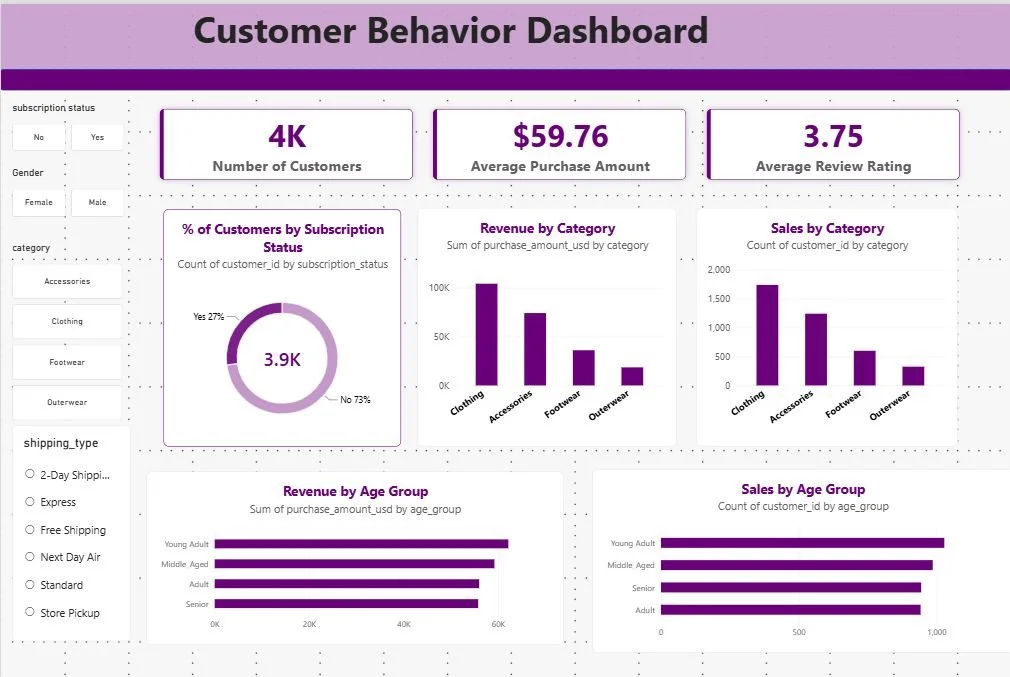 Customer Behavior Dashboard
subscription status
No Yes
Gender
Female Male
category
Accessories
Clothing
Footwear
Outerwear
shipping_type
2-Day Shippi...
Express
Free Shipping
Next Day Air
Standard
Store Pickup
4K
Number of Customers
$59.76
Average Purchase Amount
3.75
Average Review Rating
% of Customers by Subscription
Status
Count of customer_id by subscription_status
Yes 27%
3.9K
No 73%
Revenue by Category
Sum of purchase_amount_usd by category
100K
50K
0K
Clothing Accessories Footwear Outerwear
Sales by Category
Count of customer_id by category
2,000
1,500
1,000
500
0
Clothing Accessories Footwear Outerwear
Revenue by Age Group
Sum of purchase_amount_usd by age_group
Young Adult
Middle Aged
Adult
Senior
0K 20K 40K 60K
Sales by Age Group
Count of customer_id by age_group
Young Adult
Middle Aged
Senior
Adult
0 500 1,000